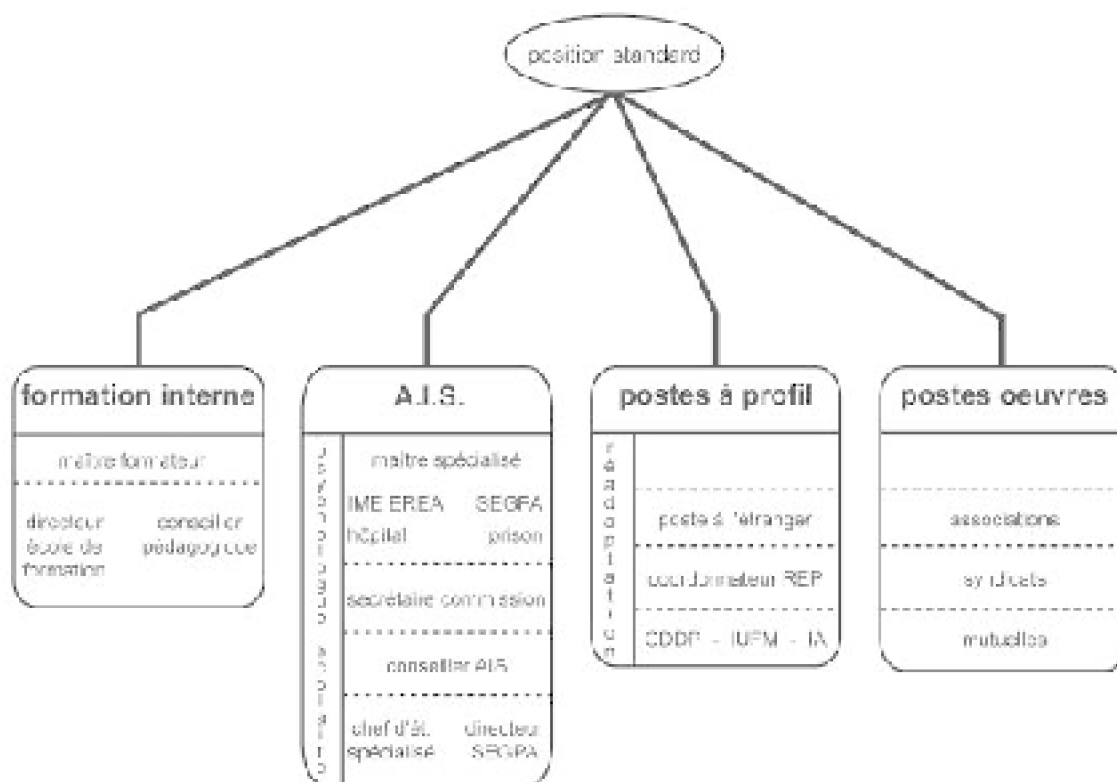 position standard
formation interne
maître formateur
directeur
école de
formation
conseiller
pédagogique
A.I.S.
maître spécialisé
IME EREA SEGPA
hôpital prison
secrétaire commission
conseiller AIS
chef d'ét.
spécialisé
directeur
SEGPA
postes à profil
réadaptation
poste à l'étranger
coordonnateur REP
CDDP - IUFM - IA
postes oeuvres
associations
syndicats
mutuelles